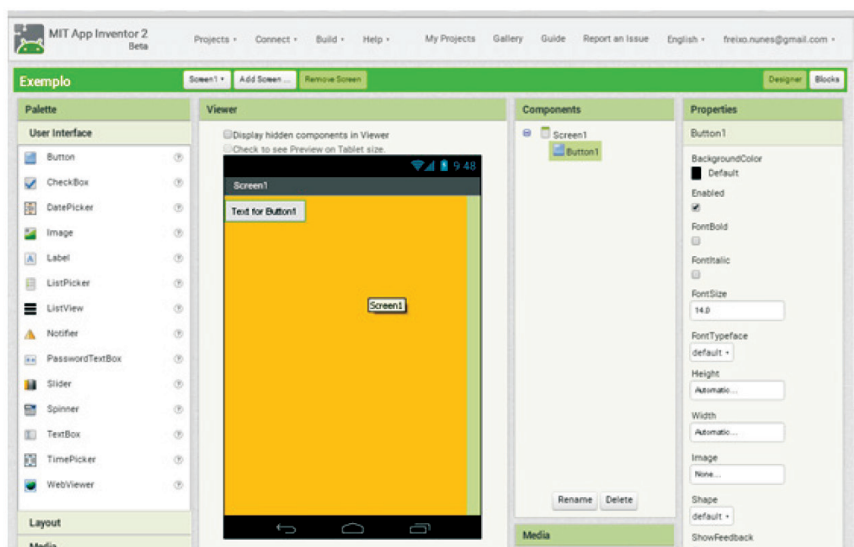 MIT App Inventor 2
Beta
Projects Connect Build Help My Projects Gallery Guide Report an Issue English freixo.nunes@gmail.com
Exemplo Screen1 Add Screen ... Remove Screen Designer Blocks
Palette
User Interface
Button
CheckBox
DatePicker
Image
Label
ListPicker
ListView
Notifier
PasswordTextBox
Slider
Spinner
TextBox
TimePicker
WebViewer
Layout
Media
Viewer
Display hidden components in Viewer
Check to see Preview on Tablet size.
9:48
Screen1
Text for Button1
Screen1
Components
Screen1
Button1
Rename Delete
Media
Properties
Button1
BackgroundColor
Default
Enabled
FontBold
FontItalic
FontSize
14.0
FontTypeface
default
Height
Automatic...
Width
Automatic...
Image
None...
Shape
default
ShowFeedback